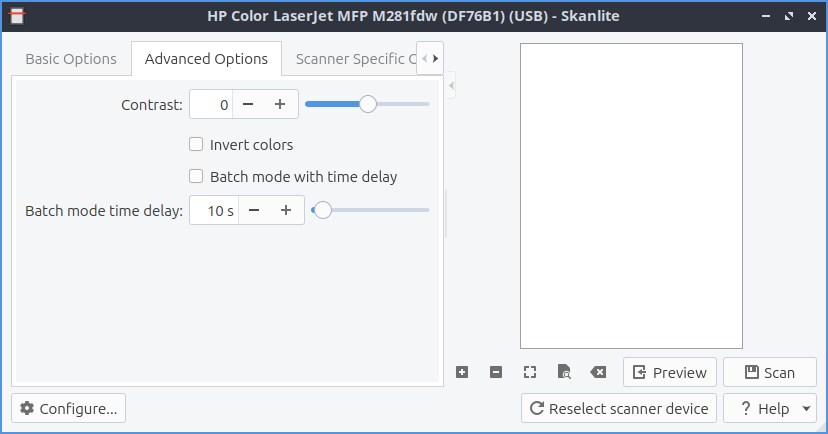 HP Color LaserJet MFP M281fdw (DF76B1) (USB) - Skanlite
Basic Options
Advanced Options
Scanner Specific
Contrast:
0
Invert colors
Batch mode with time delay
Batch mode time delay:
10 s
Preview
Scan
Configure...
Reselect scanner device
? Help